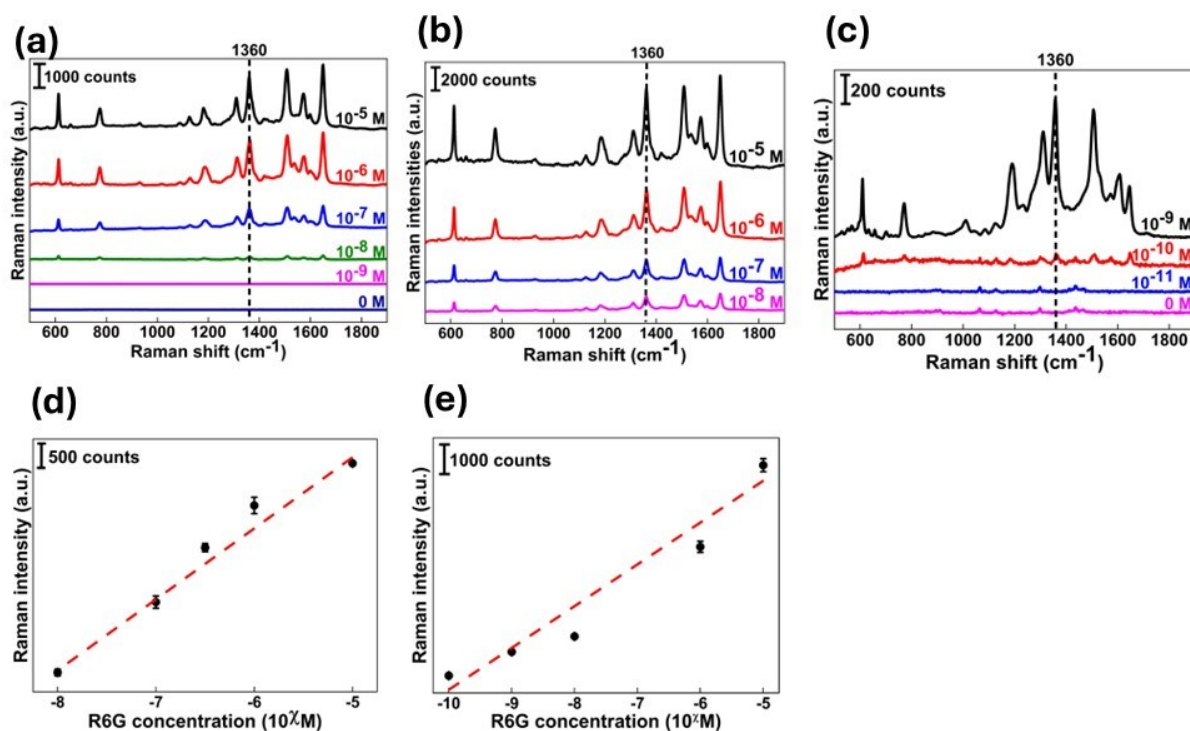 (a)
1360
1000 counts
Raman intensity (a.u.)
10-5 M
10-6 M
10-7 M
10-8 M
10-9 M
0 M
600 800 1000 1200 1400 1600 1800
Raman shift (cm-1)
(b)
1360
2000 counts
Raman intensities (a.u.)
10-5 M
10-6 M
10-7 M
10-8 M
600 800 1000 1200 1400 1600 1800
Raman shift (cm-1)
(c)
1360
200 counts
Raman intensity (a.u.)
10-9 M
10-10 M
10-11 M
0 M
600 800 1000 1200 1400 1600 1800
Raman shift (cm-1)
(d)
500 counts
Raman intensity (a.u.)
-8 -7 -6 -5
R6G concentration (10χM)
(e)
1000 counts
Raman intensity (a.u.)
-10 -9 -8 -7 -6 -5
R6G concentration (10χM)